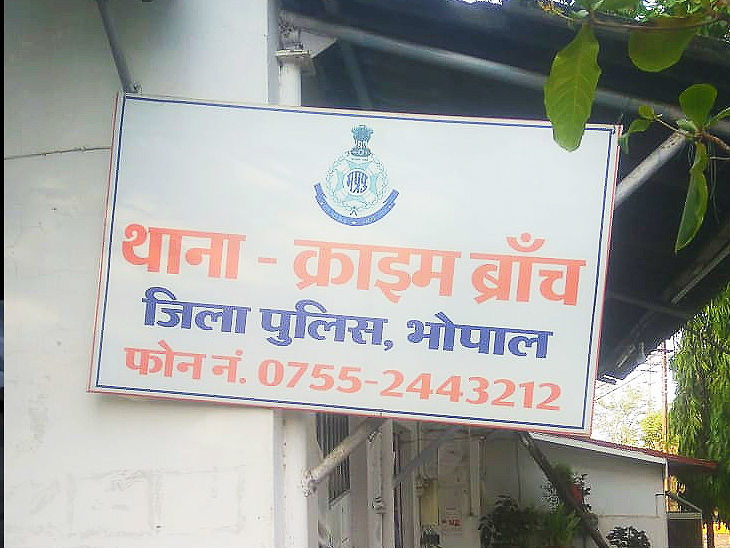 थाना - क्राइम ब्राँच
जिला पुलिस, भोपाल
फोन नं. 0755-2443212